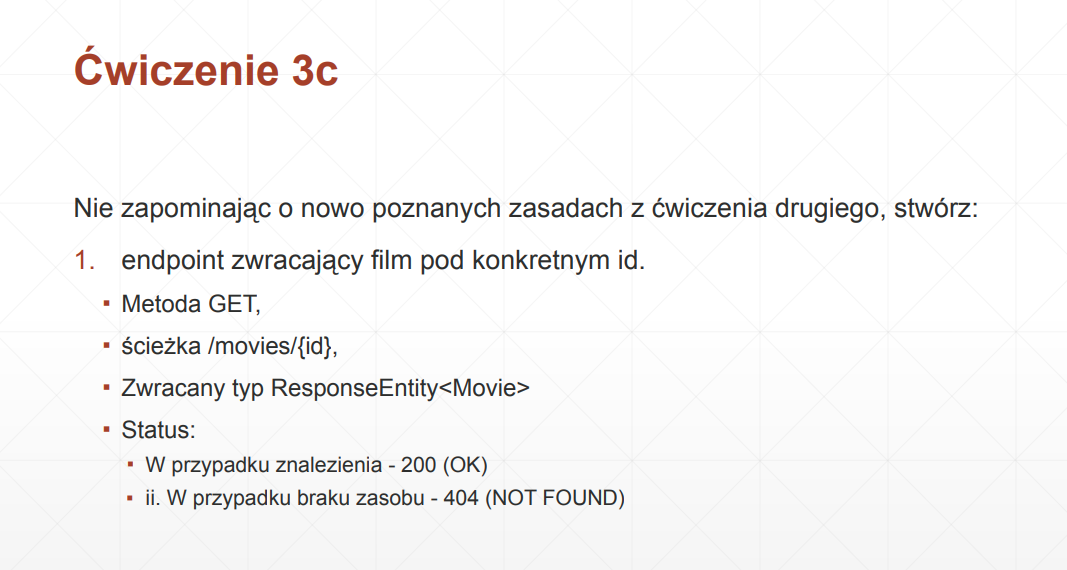 Ćwiczenie 3c
Nie zapominając o nowo poznanych zasadach z ćwiczenia drugiego, stwórz:
1. endpoint zwracający film pod konkretnym id.
▪ Metoda GET,
▪ ścieżka /movies/{id},
▪ Zwracany typ ResponseEntity<Movie>
▪ Status:
▪ W przypadku znalezienia - 200 (OK)
▪ ii. W przypadku braku zasobu - 404 (NOT FOUND)